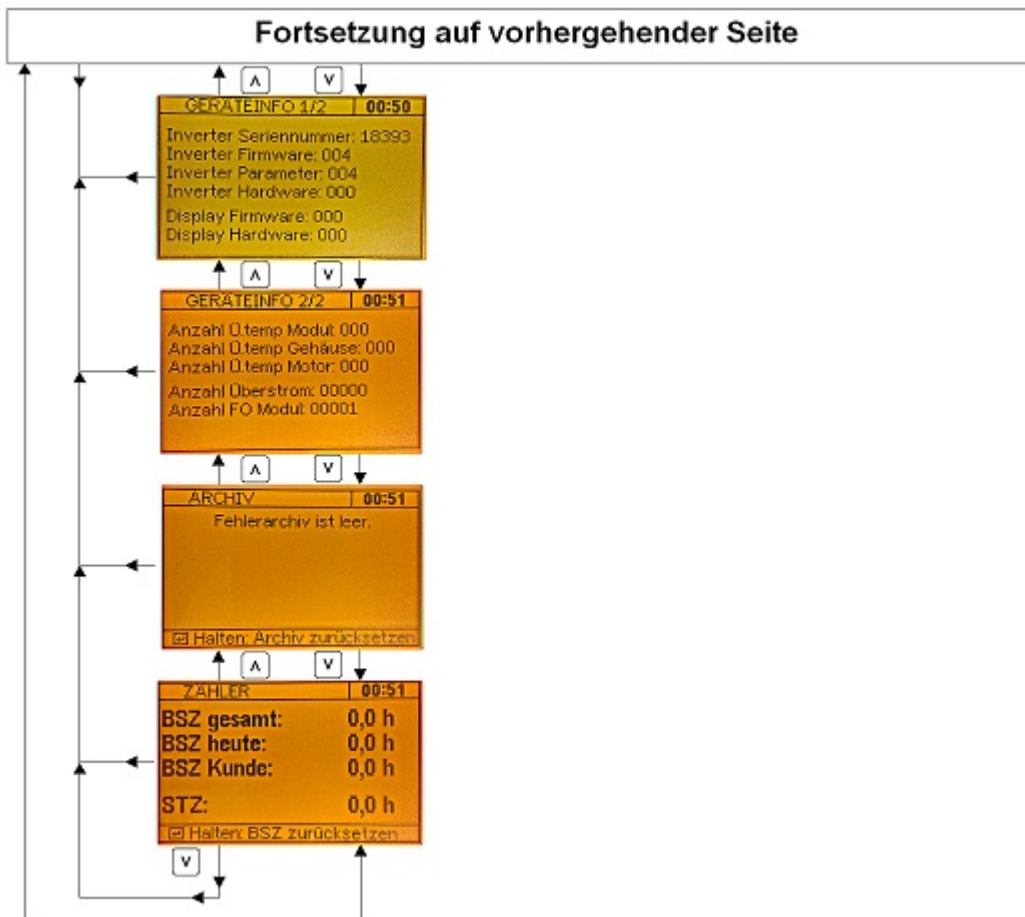 Fortsetzung auf vorhergehender Seite
∧ ∨
GERÄTEINFO 1/2 00:50
Inverter Seriennummer: 18393
Inverter Firmware: 004
Inverter Parameter: 004
Inverter Hardware: 000
Display Firmware: 000
Display Hardware: 000
∧ ∨
GERÄTEINFO 2/2 00:51
Anzahl Ü.temp Modul: 000
Anzahl Ü.temp Gehäuse: 000
Anzahl Ü.temp Motor: 000
Anzahl Überstrom: 00000
Anzahl FO Modul: 00001
∧ ∨
ARCHIV 00:51
Fehlerarchiv ist leer.
Halten: Archiv zurücksetzen
∧ ∨
ZÄHLER 00:51
BSZ gesamt: 0,0 h
BSZ heute: 0,0 h
BSZ Kunde: 0,0 h
STZ: 0,0 h
Halten: BSZ zurücksetzen
∨